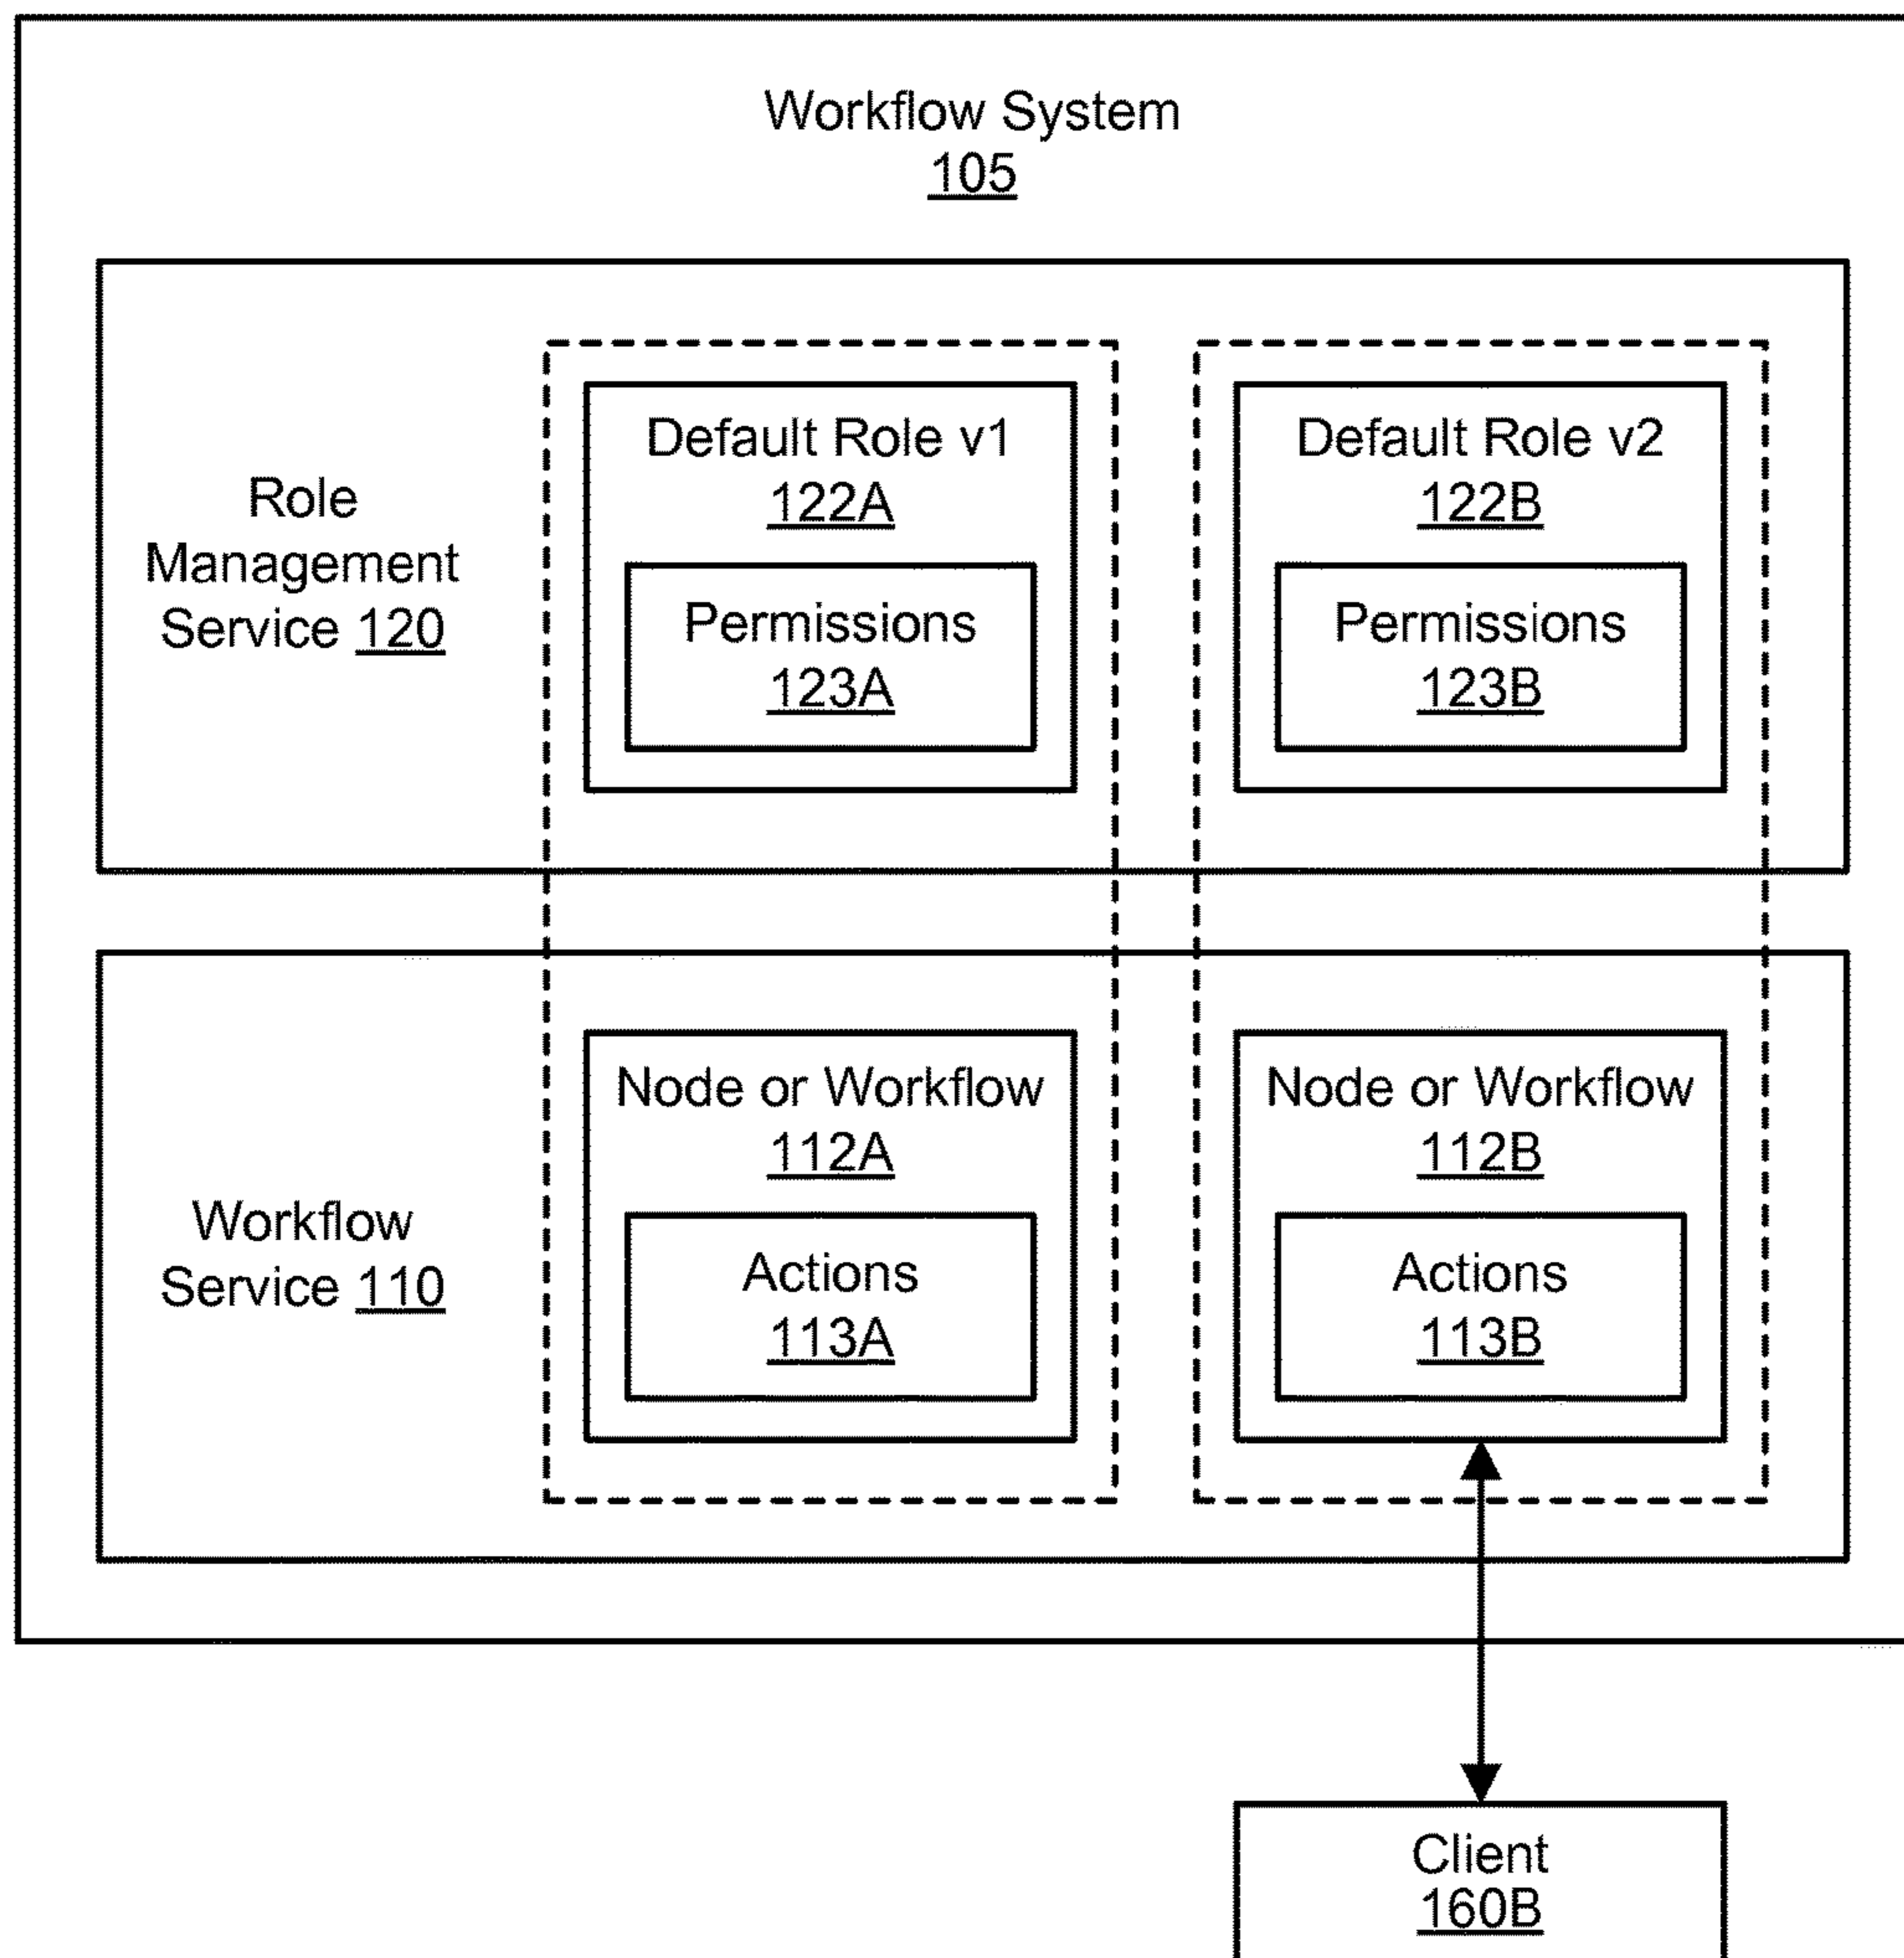 Workflow System
105
Role
Management
Service 120
Default Role v1
122A
Permissions
123A
Default Role v2
122B
Permissions
123B
Workflow
Service 110
Node or Workflow
112A
Actions
113A
Node or Workflow
112B
Actions
113B
Client
160B